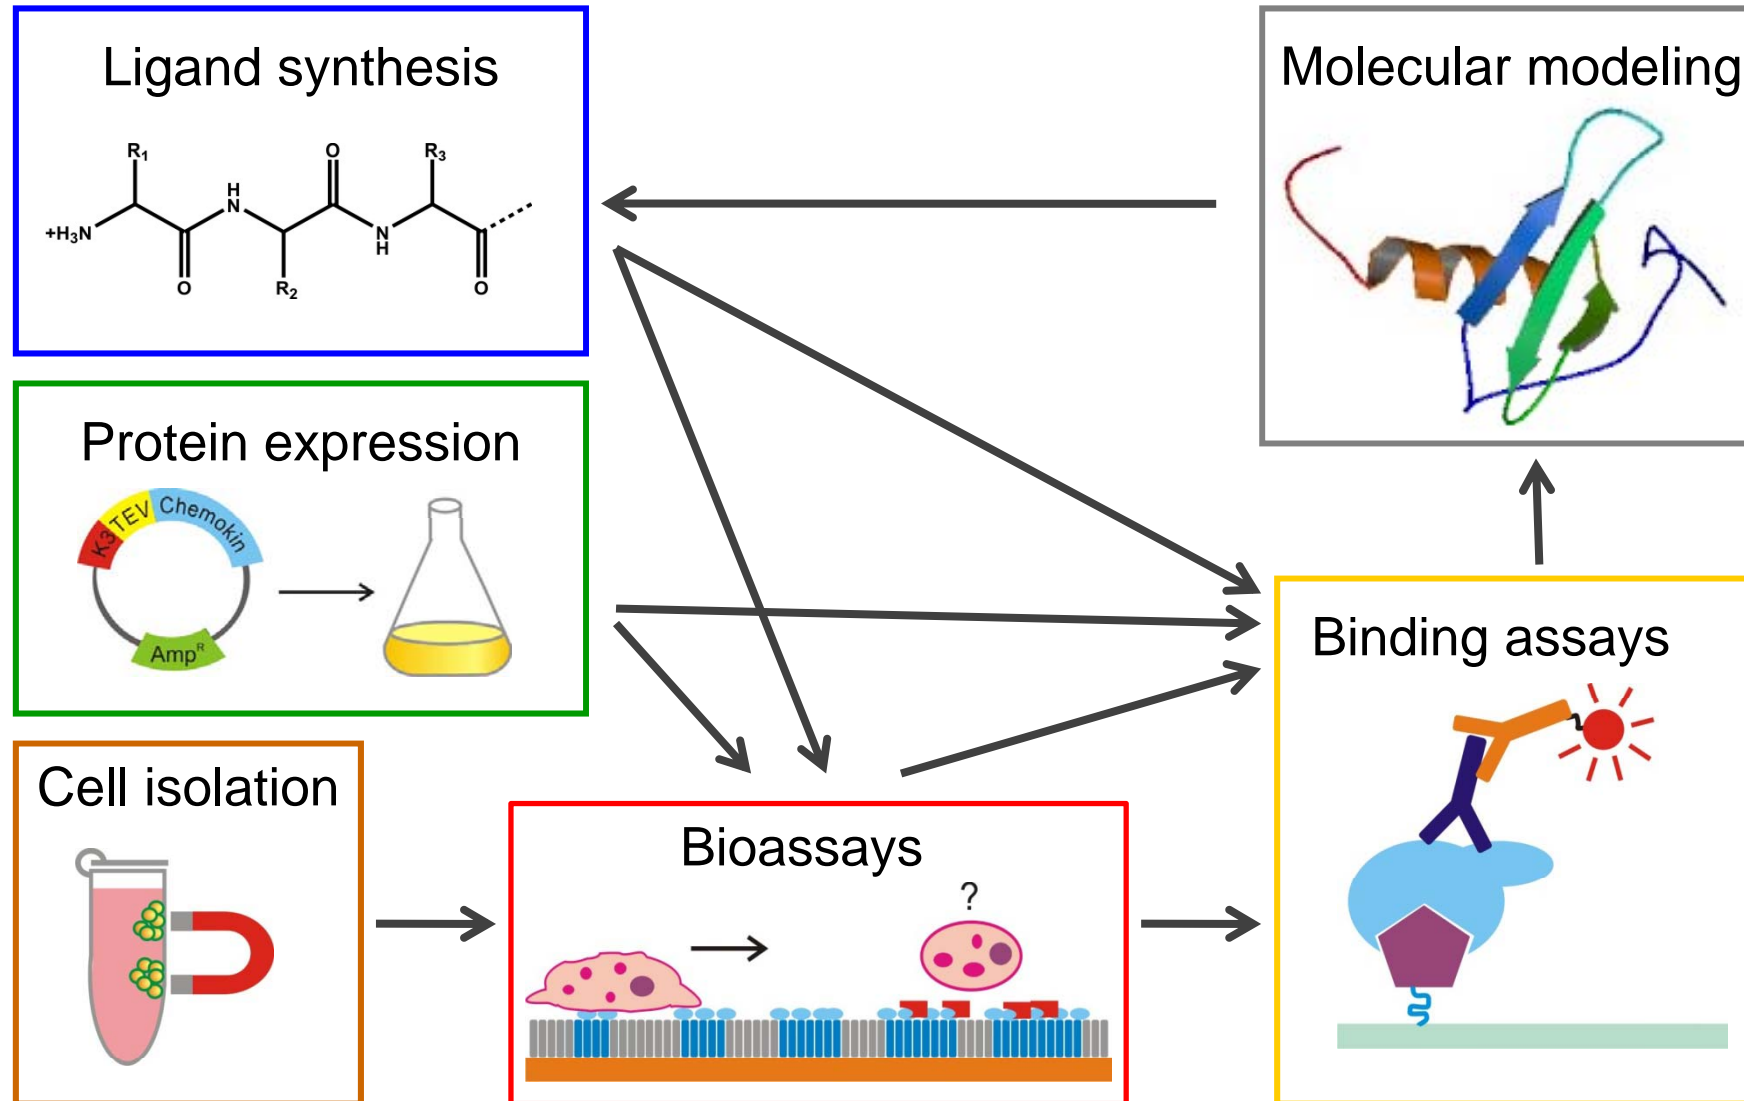 Ligand synthesis
R₁
O
R₃
H
N
+H₃N
N
H
O
R₂
O
Molecular modeling
Protein expression
K3 TEV Chemokin
Ampᴿ
Binding assays
Cell isolation
Bioassays
?